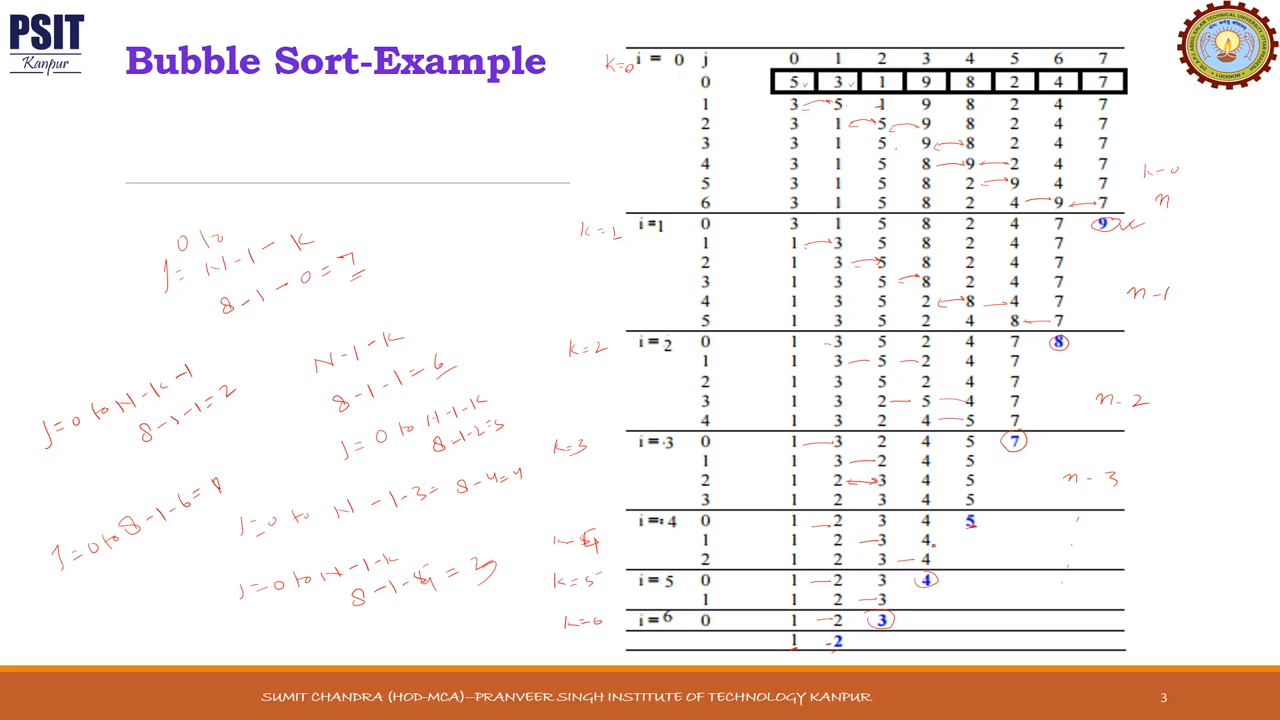 PSIT
Kanpur
Bubble Sort-Example
K=0 i = 0 j 0 1 2 3 4 5 6 7
0 5 3 1 9 8 2 4 7
1 3 5 1 9 8 2 4 7
2 3 1 5 9 8 2 4 7
3 3 1 5 9 8 2 4 7
4 3 1 5 8 9 2 4 7
5 3 1 5 8 2 9 4 7
6 3 1 5 8 2 4 9 7
K=1 i =1 0 3 1 5 8 2 4 7 9
1 1 3 5 8 2 4 7
2 1 3 5 8 2 4 7
3 1 3 5 8 2 4 7
4 1 3 5 2 8 4 7
5 1 3 5 2 4 8 7
K=2 i = 2 0 1 3 5 2 4 7 8
1 1 3 5 2 4 7
2 1 3 5 2 4 7
3 1 3 2 5 4 7
4 1 3 2 4 5 7
K=3 i = 3 0 1 3 2 4 5 7
1 1 3 2 4 5
2 1 2 3 4 5
3 1 2 3 4 5
i = 4 0 1 2 3 4 5
1 1 2 3 4
2 1 2 3 4
K=5 i = 5 0 1 2 3 4
1 1 2 3
K=6 i = 6 0 1 2 3
1 2
K-0
n
n-1
n-2
n-3
0 to
J= N-1-K
8-1-0=7
N-1-K
8-1-1=6
J=0 to N-1-K
8-1-2=5
J=0 to N-K-1
8-5-1=2
J=0 to N-1-3= 8-4=4
J=0 to 8-1-6=1
J=0 to N-1-K
8-1-4=3
SUMIT CHANDRA (HOD-MCA)--PRANVEER SINGH INSTITUTE OF TECHNOLOGY KANPUR
3